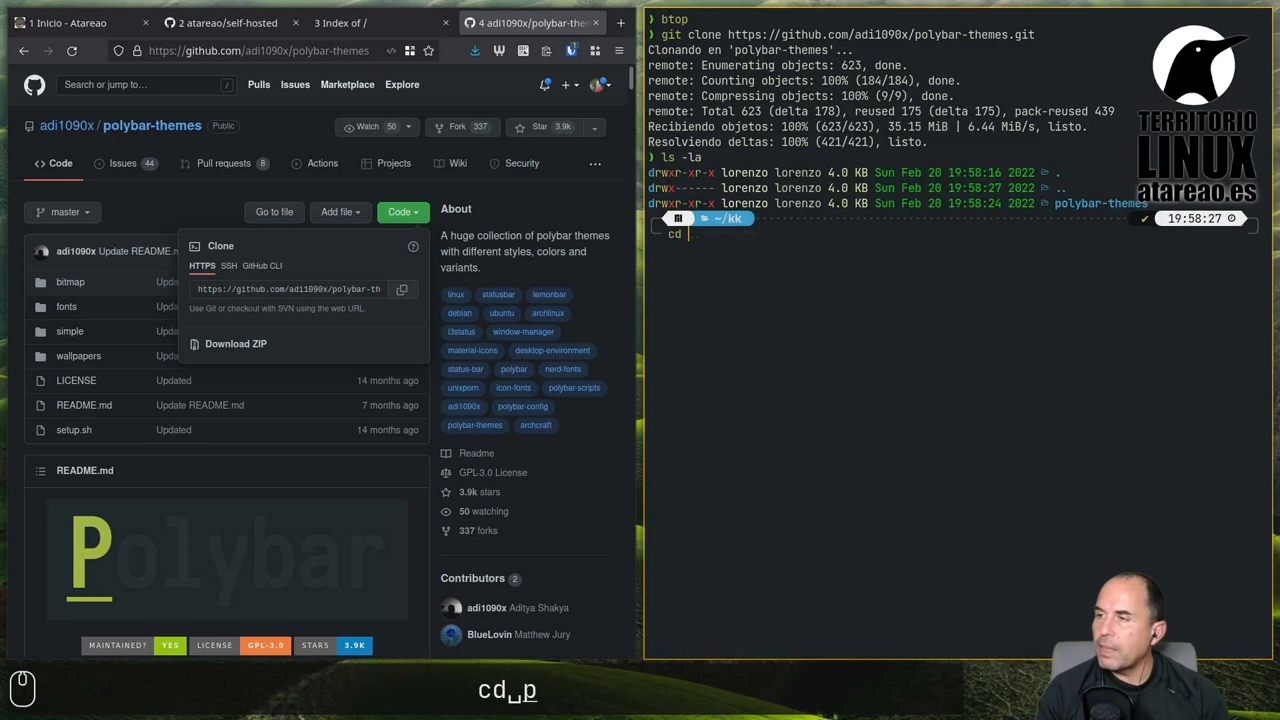 1 Inicio - Atareao
2 atareao/self-hosted
3 Index of /
4 adi1090x/polybar-them
https://github.com/adi1090x/polybar-themes
Search or jump to...
/
Pulls
Issues
Marketplace
Explore
adi1090x / polybar-themes
Public
Watch 50
Fork 337
Star 3.9k
Code
Issues 44
Pull requests 8
Actions
Projects
Wiki
Security
master
Go to file
Add file
Code
adi1090x Update README.m
bitmap
Upda
fonts
Upda
simple
Upda
wallpapers
Upda
LICENSE
Updated
14 months ago
README.md
Update README.md
7 months ago
setup.sh
Updated
14 months ago
Clone
HTTPS SSH GitHub CLI
https://github.com/adi1090x/polybar-th
Use Git or checkout with SVN using the web URL.
Download ZIP
README.md
Polybar
MAINTAINED? YES
LICENSE GPL-3.0
STARS 3.9K
About
A huge collection of polybar themes
with different styles, colors and
variants.
linux statusbar lemonbar
debian ubuntu archlinux
i3status window-manager
material-icons desktop-environment
status-bar polybar nerd-fonts
unixporn icon-fonts polybar-scripts
adi1090x polybar-config
polybar-themes archcraft
Readme
GPL-3.0 License
3.9k stars
50 watching
337 forks
Contributors 2
adi1090x Aditya Shakya
BlueLovin Matthew Jury
❯ btop
❯ git clone https://github.com/adi1090x/polybar-themes.git
Clonando en 'polybar-themes'...
remote: Enumerating objects: 623, done.
remote: Counting objects: 100% (184/184), done.
remote: Compressing objects: 100% (9/9), done.
remote: Total 623 (delta 178), reused 175 (delta 175), pack-reused 439
Recibiendo objetos: 100% (623/623), 35.15 MiB | 6.44 MiB/s, listo.
Resolviendo deltas: 100% (421/421), listo.
❯ ls -la
drwxr-xr-x lorenzo lorenzo 4.0 KB Sun Feb 20 19:58:16 2022 .
drwx------ lorenzo lorenzo 4.0 KB Sun Feb 20 19:58:27 2022 ..
drwxr-xr-x lorenzo lorenzo 4.0 KB Sun Feb 20 19:58:24 2022 polybar-themes
~/kk
✔ 19:58:27
cd
TERRITORIO
LINUX
atareao.es
cd␣p